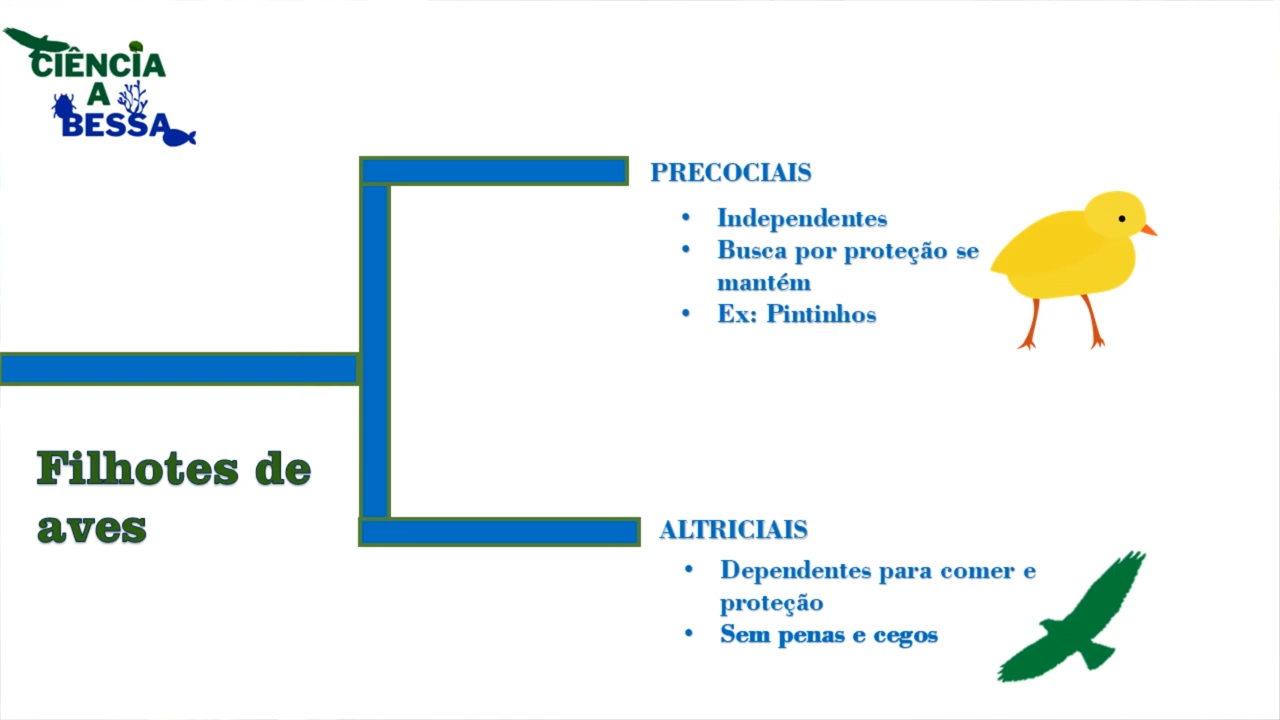 CIÊNCIA
A
BESSA
PRECOCIAIS
• Independentes
• Busca por proteção se
mantém
• Ex: Pintinhos
Filhotes de
aves
ALTRICIAIS
• Dependentes para comer e
proteção
• Sem penas e cegos